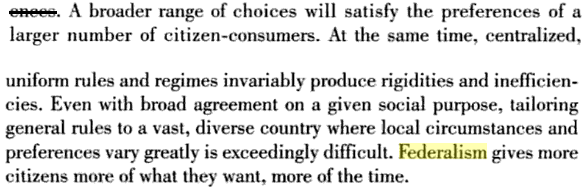 ences. A broader range of choices will satisfy the preferences of a
larger number of citizen-consumers. At the same time, centralized,
uniform rules and regimes invariably produce rigidities and inefficien-
cies. Even with broad agreement on a given social purpose, tailoring
general rules to a vast, diverse country where local circumstances and
preferences vary greatly is exceedingly difficult. Federalism gives more
citizens more of what they want, more of the time.